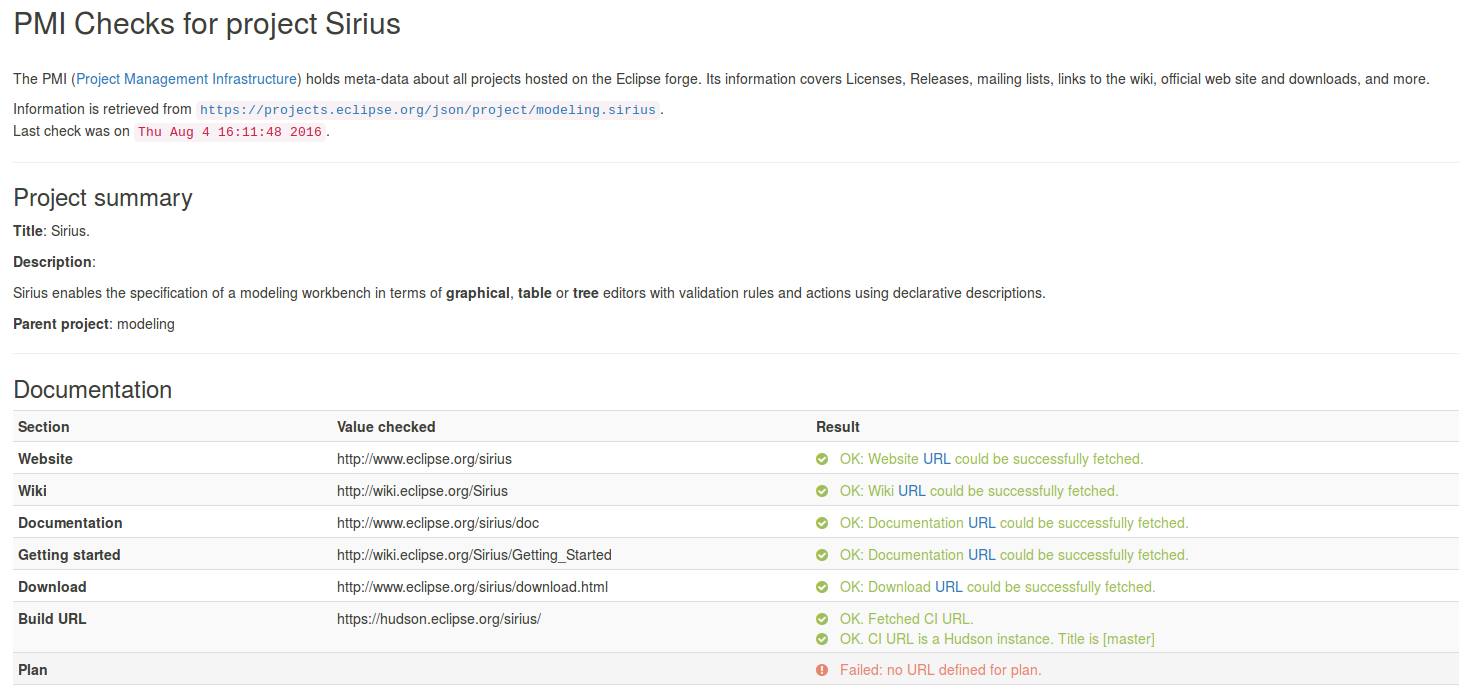 PMI Checks for project Sirius
The PMI (Project Management Infrastructure) holds meta-data about all projects hosted on the Eclipse forge. Its information covers Licenses, Releases, mailing lists, links to the wiki, official web site and downloads, and more.
Information is retrieved from https://projects.eclipse.org/json/project/modeling.sirius.
Last check was on Thu Aug 4 16:11:48 2016.
Project summary
Title: Sirius.
Description:
Sirius enables the specification of a modeling workbench in terms of graphical, table or tree editors with validation rules and actions using declarative descriptions.
Parent project: modeling
Documentation
Section Value checked Result
Website http://www.eclipse.org/sirius OK: Website URL could be successfully fetched.
Wiki http://wiki.eclipse.org/Sirius OK: Wiki URL could be successfully fetched.
Documentation http://www.eclipse.org/sirius/doc OK: Documentation URL could be successfully fetched.
Getting started http://wiki.eclipse.org/Sirius/Getting_Started OK: Documentation URL could be successfully fetched.
Download http://www.eclipse.org/sirius/download.html OK: Download URL could be successfully fetched.
Build URL https://hudson.eclipse.org/sirius/ OK. Fetched CI URL.
OK. CI URL is a Hudson instance. Title is [master]
Plan Failed: no URL defined for plan.